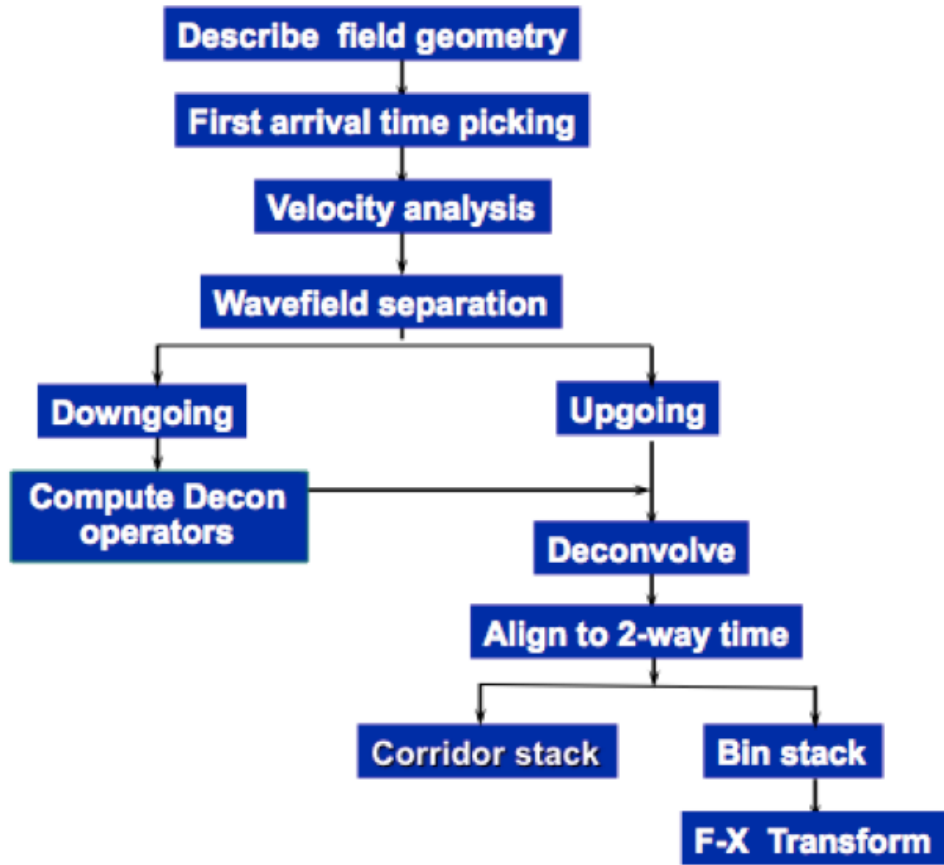 Describe field geometry
First arrival time picking
Velocity analysis
Wavefield separation
Downgoing
Upgoing
Compute Decon
operators
Deconvolve
Align to 2-way time
Corridor stack
Bin stack
F-X Transform